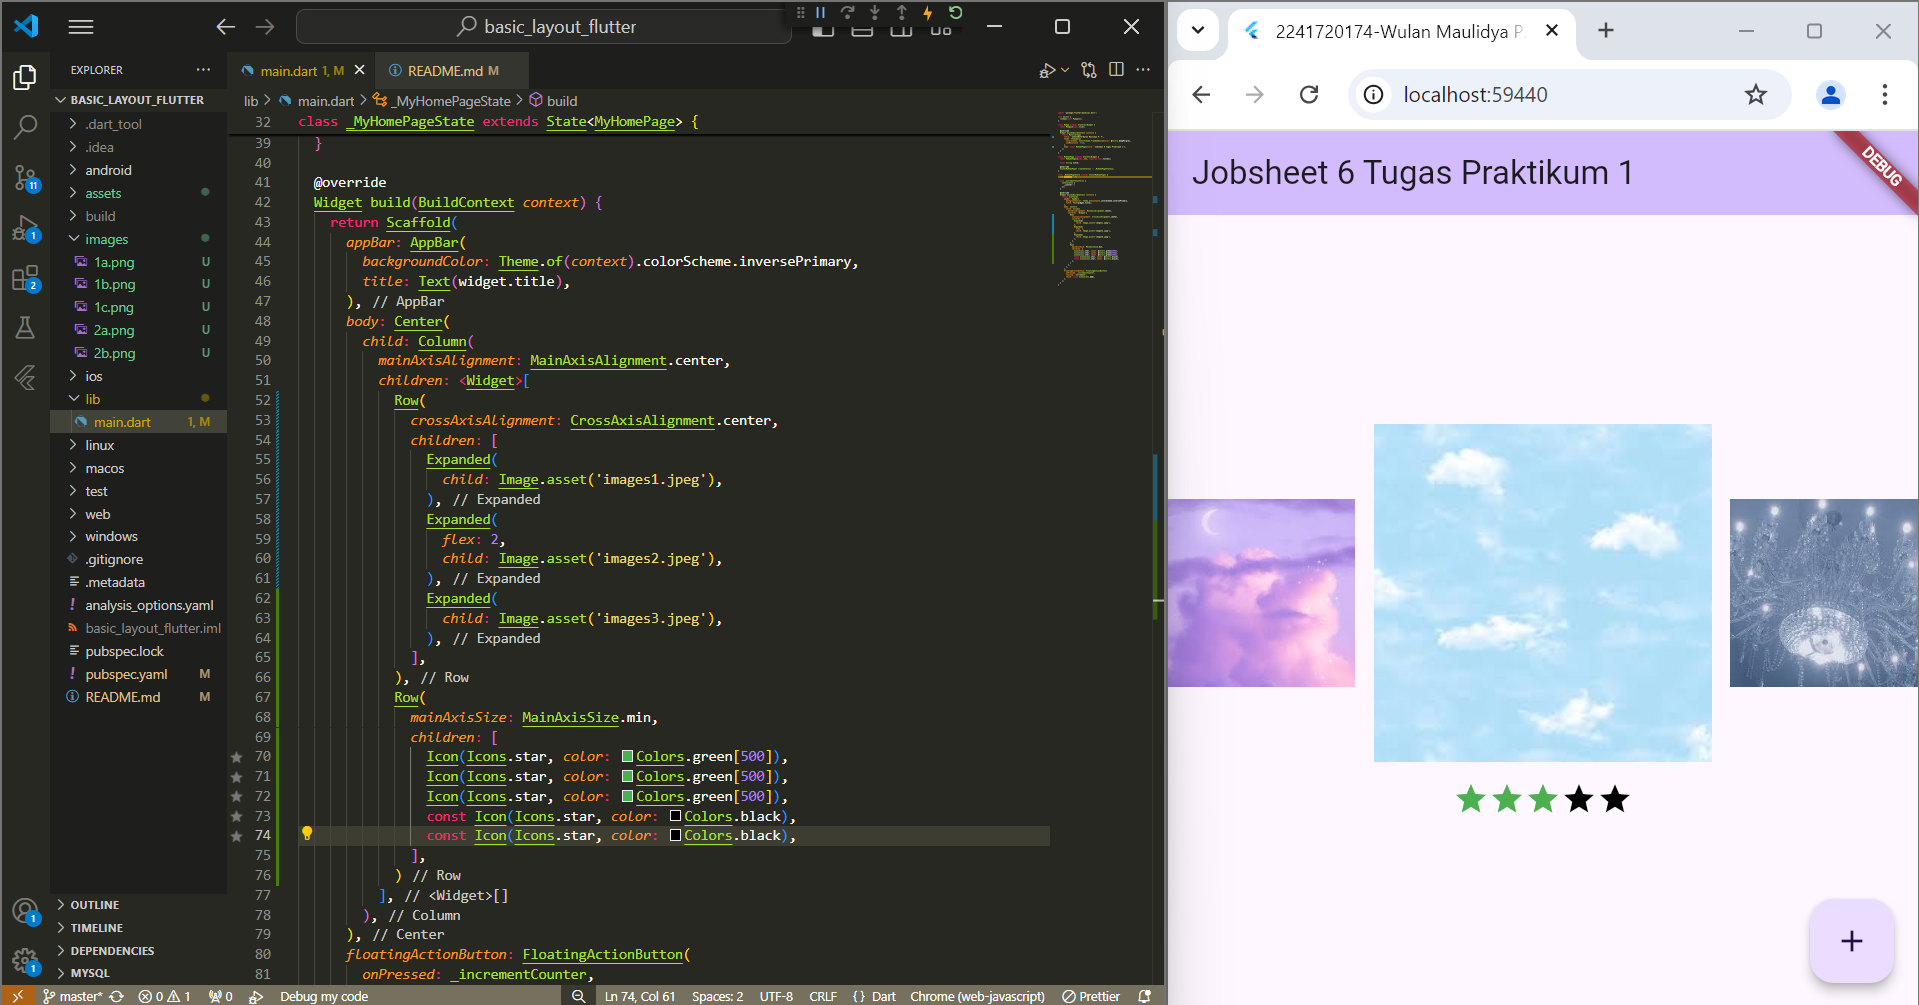 basic_layout_flutter
EXPLORER
BASIC_LAYOUT_FLUTTER
.dart_tool
.idea
android
assets
build
images
1a.png U
1b.png U
1c.png U
2a.png U
2b.png U
ios
lib
main.dart 1, M
linux
macos
test
web
windows
.gitignore
.metadata
analysis_options.yaml
basic_layout_flutter.iml
pubspec.lock
pubspec.yaml M
README.md M
OUTLINE
TIMELINE
DEPENDENCIES
MYSQL
11
1
2
1
1
main.dart 1, M
README.md M
lib > main.dart > _MyHomePageState > build
32 class _MyHomePageState extends State<MyHomePage> {
39 }
40
41 @override
42 Widget build(BuildContext context) {
43 return Scaffold(
44 appBar: AppBar(
45 backgroundColor: Theme.of(context).colorScheme.inversePrimary,
46 title: Text(widget.title),
47 ), // AppBar
48 body: Center(
49 child: Column(
50 mainAxisAlignment: MainAxisAlignment.center,
51 children: <Widget>[
52 Row(
53 crossAxisAlignment: CrossAxisAlignment.center,
54 children: [
55 Expanded(
56 child: Image.asset('images1.jpeg'),
57 ), // Expanded
58 Expanded(
59 flex: 2,
60 child: Image.asset('images2.jpeg'),
61 ), // Expanded
62 Expanded(
63 child: Image.asset('images3.jpeg'),
64 ), // Expanded
65 ],
66 ), // Row
67 Row(
68 mainAxisSize: MainAxisSize.min,
69 children: [
70 Icon(Icons.star, color: Colors.green[500]),
71 Icon(Icons.star, color: Colors.green[500]),
72 Icon(Icons.star, color: Colors.green[500]),
73 const Icon(Icons.star, color: Colors.black),
74 const Icon(Icons.star, color: Colors.black),
75 ],
76 ) // Row
77 ], // <Widget>[]
78 ), // Column
79 ), // Center
80 floatingActionButton: FloatingActionButton(
81 onPressed: _incrementCounter,
master* 0 1 0 Debug my code Ln 74, Col 61 Spaces: 2 UTF-8 CRLF {} Dart Chrome (web-javascript) Prettier
2241720174-Wulan Maulidya P
localhost:59440
Jobsheet 6 Tugas Praktikum 1
DEBUG